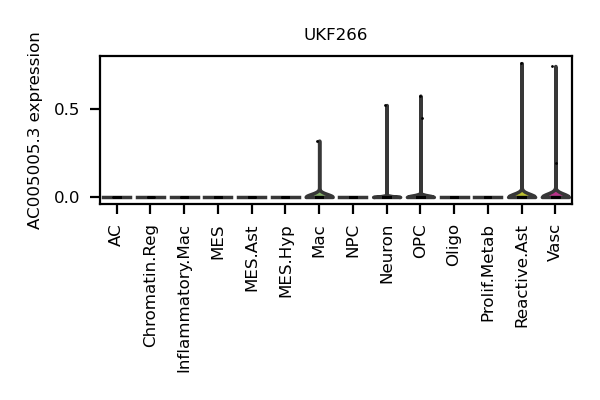 UKF266
AC005005.3 expression
0.5
0.0
AC
Chromatin.Reg
Inflammatory.Mac
MES
MES.Ast
MES.Hyp
Mac
NPC
Neuron
OPC
Oligo
Prolif.Metab
Reactive.Ast
Vasc